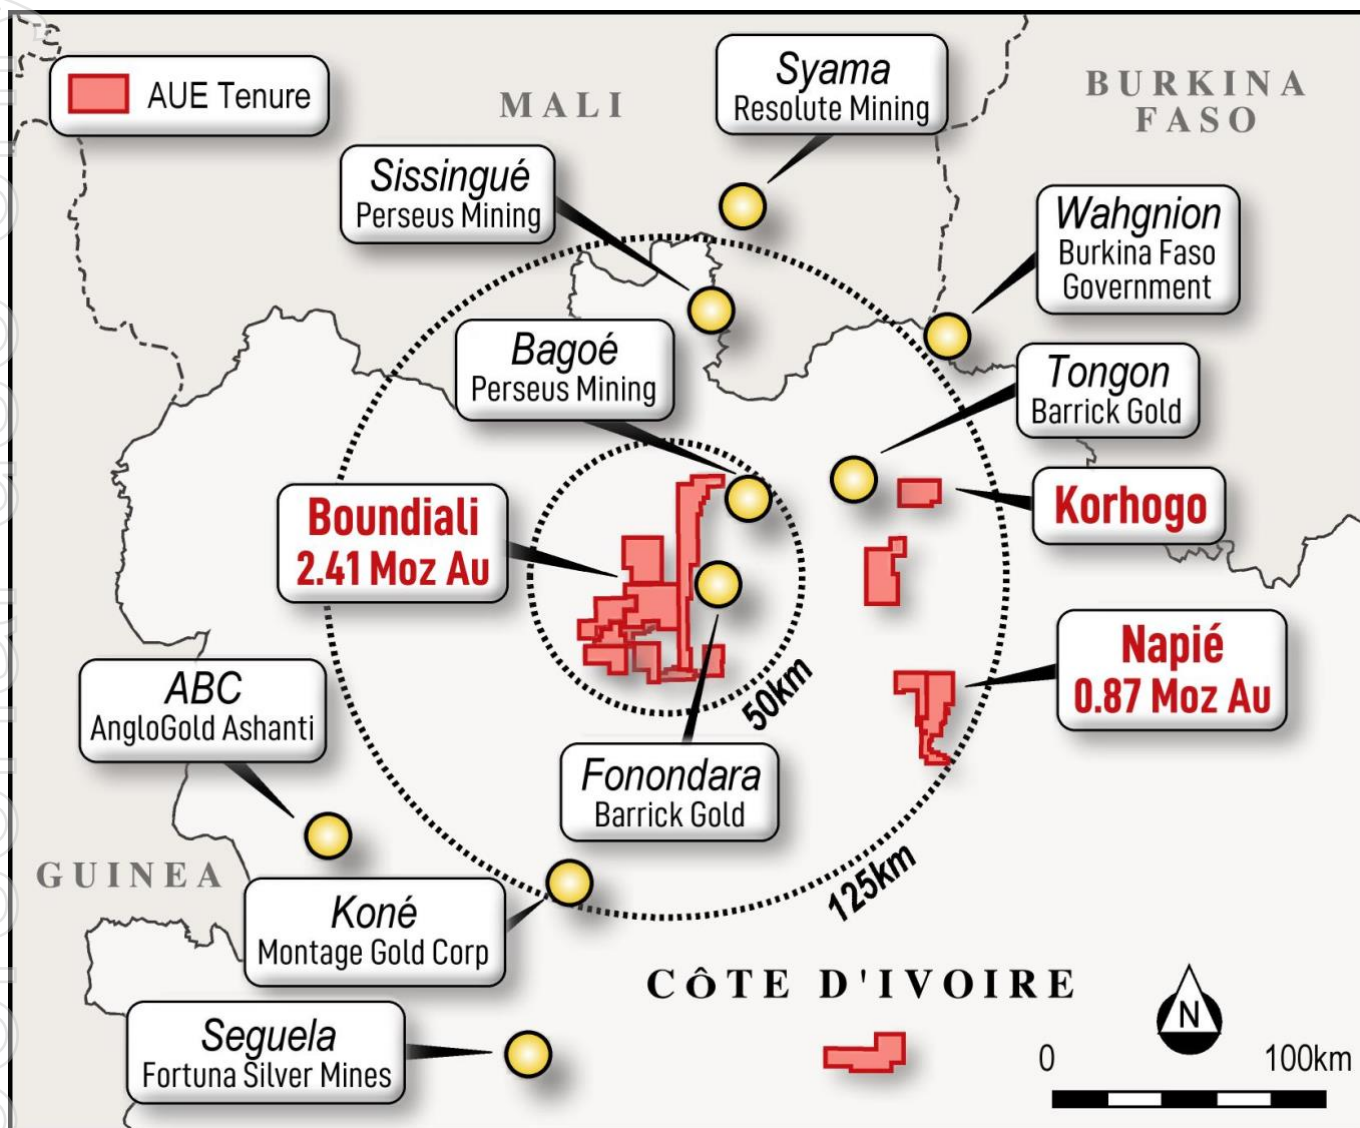 AUE Tenure
MALI
BURKINA
FASO
Syama
Resolute Mining
Sissingué
Perseus Mining
Wahgnion
Burkina Faso
Government
Bagoé
Perseus Mining
Tongon
Barrick Gold
Boundiali
2.41 Moz Au
Korhogo
Napié
0.87 Moz Au
50km
ABC
AngloGold Ashanti
Fonondara
Barrick Gold
125km
GUINEA
Koné
Montage Gold Corp
CôTE D'IVOIRE
N
Seguela
Fortuna Silver Mines
0
100km